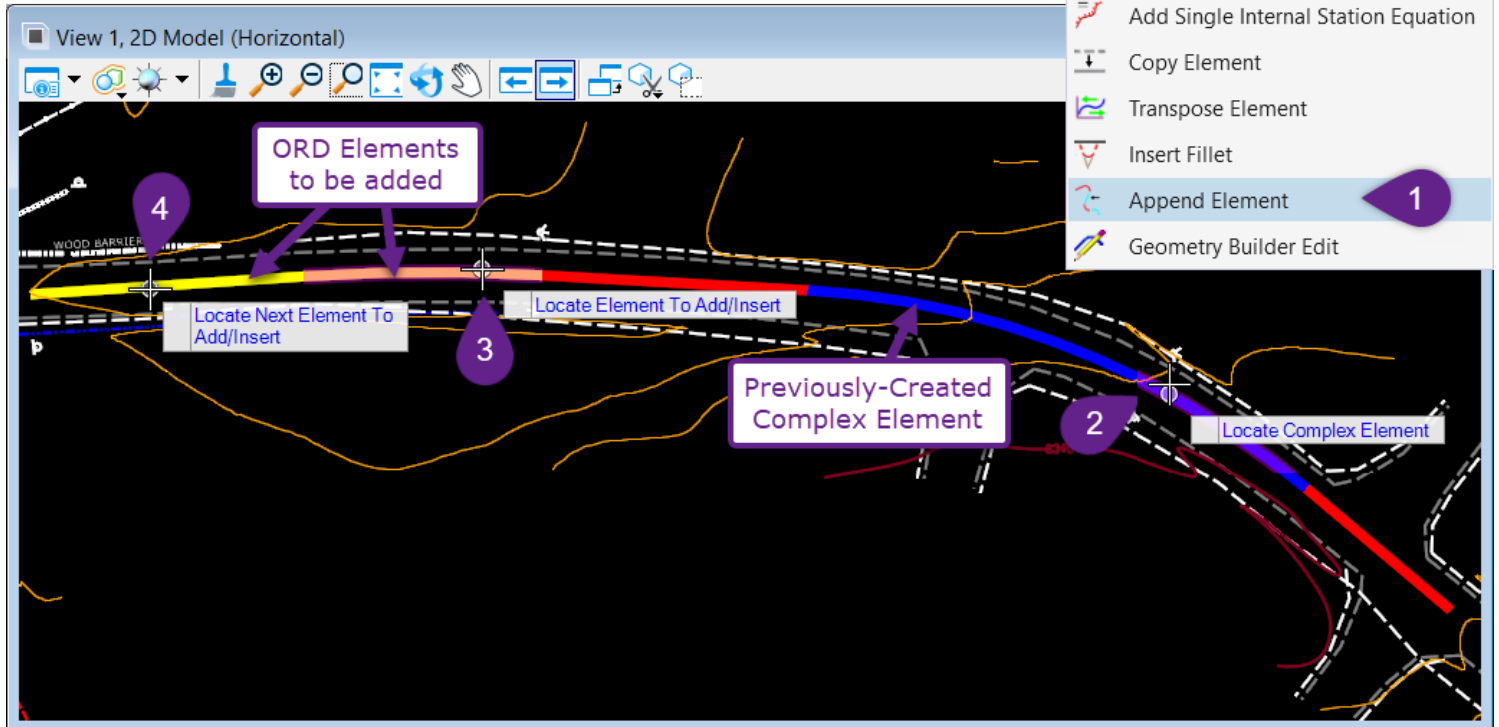 Add Single Internal Station Equation
View 1, 2D Model (Horizontal)
Copy Element
Transpose Element
Insert Fillet
Append Element
1
Geometry Builder Edit
ORD Elements
to be added
4
WOOD BARRIER
Locate Next Element To
Add/Insert
Locate Element To Add/Insert
3
Previously-Created
Complex Element
2
Locate Complex Element